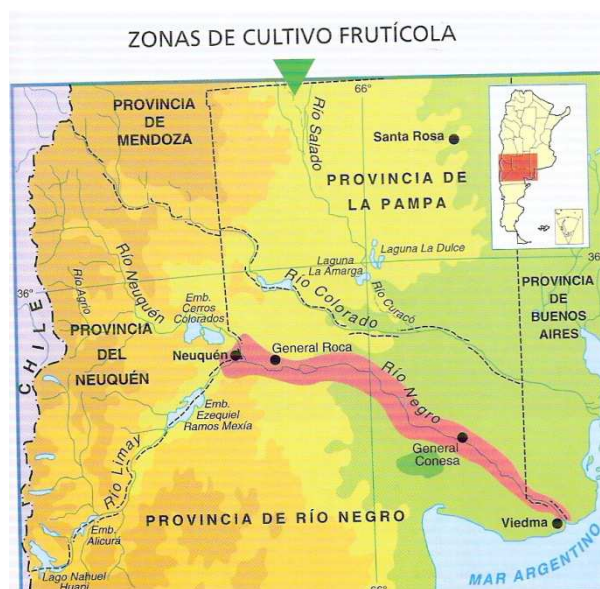 ZONAS DE CULTIVO FRUTÍCOLA
66°
PROVINCIA
DE
MENDOZA
Río Salado
Santa Rosa
PROVINCIA DE
LA PAMPA
Laguna La Dulce
Laguna
La Amarga
Río Curacó
36°
36°
Río Neuquén
Río Agrio
Emb.
Cerros
Colorados
Río Colorado
PROVINCIA
DE
BUENOS
AIRES
CHILE
PROVINCIA
DEL
NEUQUÉN
Neuquén
General Roca
Río Negro
Emb.
Ezequiel
Ramos Mexía
General
Conesa
Río Limay
PROVINCIA DE RÍO NEGRO
Viedma
Emb.
Alicurá
MAR ARGENTINO
Lago Nahuel
Huapi
66°